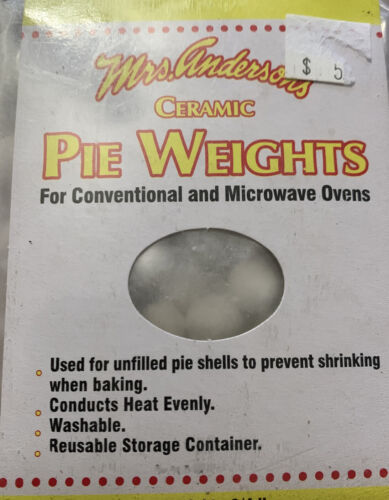 Mrs. Anderson's
$ 5
CERAMIC
PIE WEIGHTS
For Conventional and Microwave Ovens
Used for unfilled pie shells to prevent shrinking
when baking.
Conducts Heat Evenly.
Washable.
Reusable Storage Container.